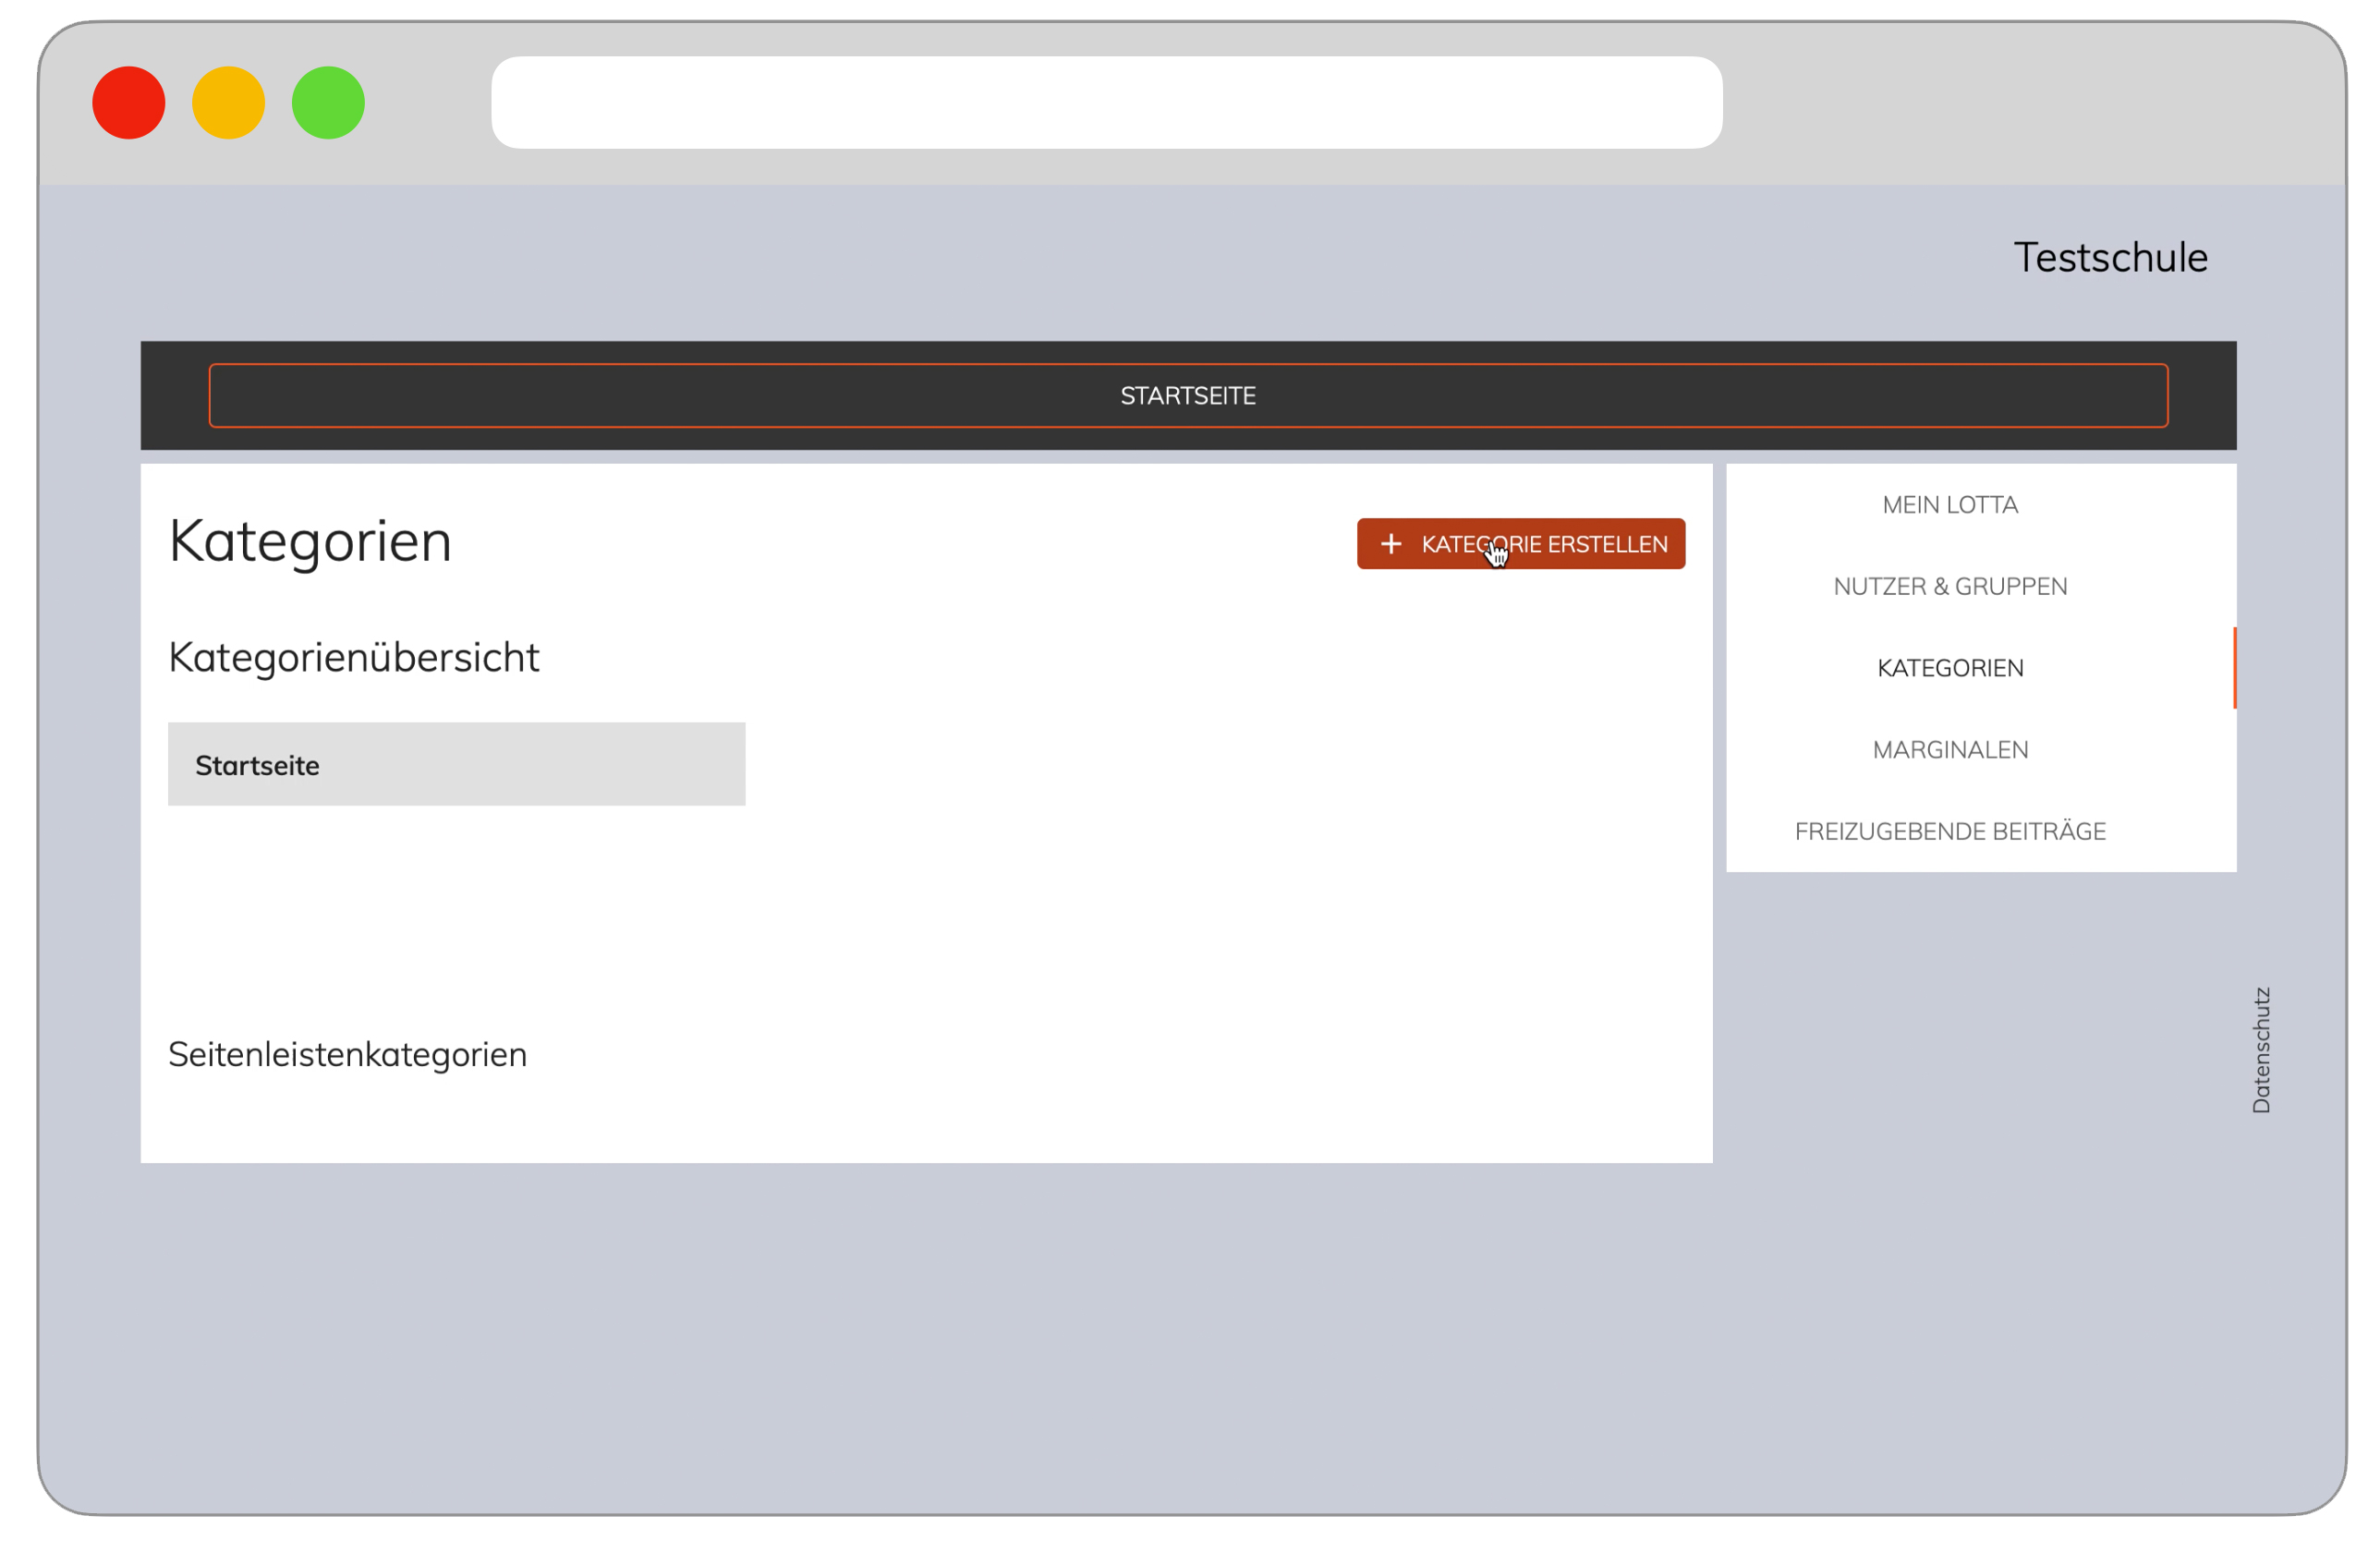 Testschule
STARTSEITE
Kategorien
KATEGORIE ERSTELLEN
Kategorienübersicht
Startseite
Seitenleistenkategorien
MEIN LOTTA
NUTZER & GRUPPEN
KATEGORIEN
MARGINALEN
FREIZUGEBENDE BEITRÄGE
Datenschutz